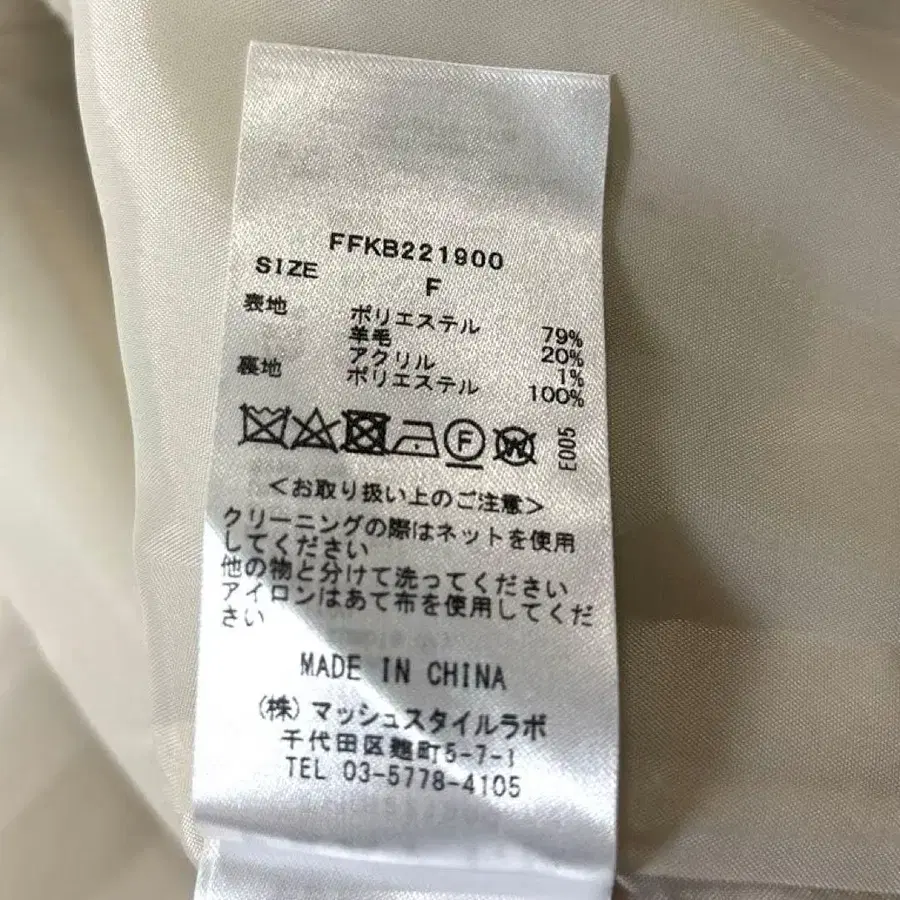 FFKB221900
SIZE F
表地 ポリエステル 79%
羊毛 20%
アクリル 1%
裏地 ポリエステル 100%
F W E005
<お取り扱い上のご注意>
クリーニングの際はネットを使用
してください
他の物と分けて洗ってください
アイロンはあて布を使用してくだ
さい
MADE IN CHINA
(株)マッシュスタイルラボ
千代田区麹町5-7-1
TEL 03-5778-4105